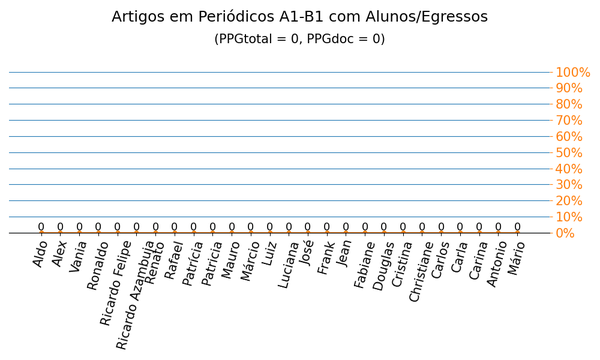 Artigos em Periódicos A1-B1 com Alunos/Egressos
(PPGtotal = 0, PPGdoc = 0)
100%
90%
80%
70%
60%
50%
40%
30%
20%
10%
0%
0 0 0 0 0 0 0 0 0 0 0 0 0 0 0 0 0 0 0 0 0 0 0 0 0 0
Aldo
Alex
Vania
Ronaldo
Ricardo Felipe
Ricardo Azambuja
Renato
Rafael
Patrícia
Patricia
Mauro
Márcio
Luiz
Luciana
José
Frank
Jean
Fabiane
Douglas
Cristina
Christiane
Carlos
Carla
Carina
Antonio
Mário